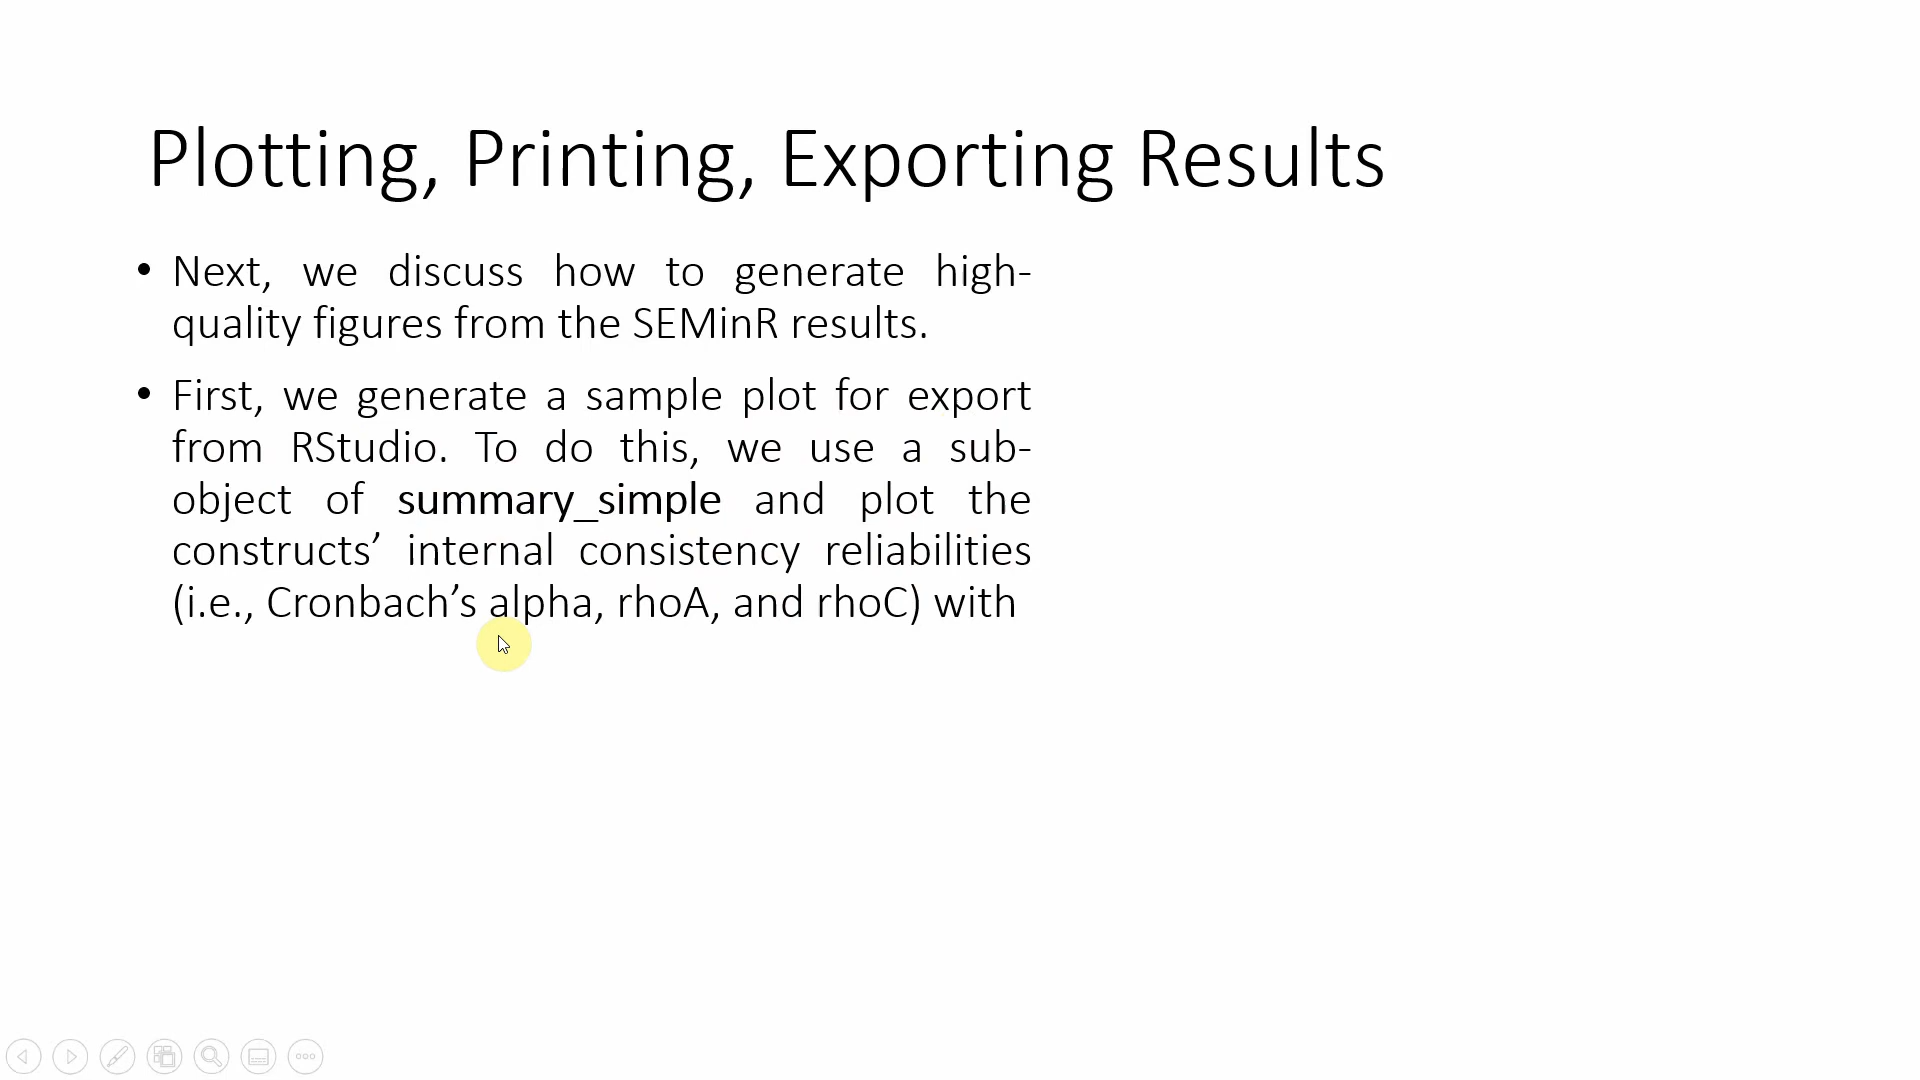 Plotting, Printing, Exporting Results
• Next, we discuss how to generate high-
quality figures from the SEMinR results.
• First, we generate a sample plot for export
from RStudio. To do this, we use a sub-
object of summary_simple and plot the
constructs’ internal consistency reliabilities
(i.e., Cronbach’s alpha, rhoA, and rhoC) with